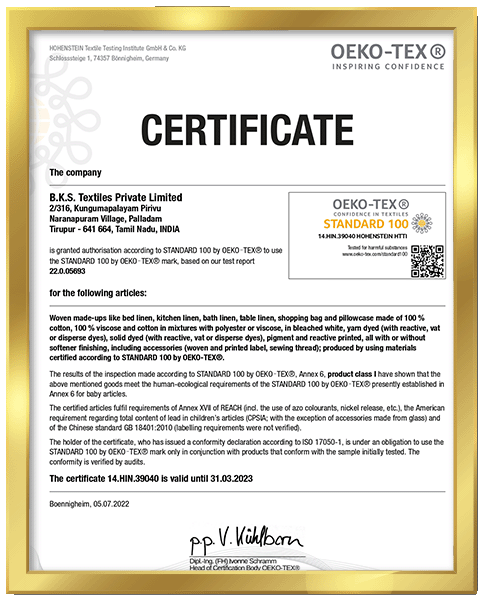 HOHENSTEIN Textile Testing Institute GmbH & Co. KG
Schlosssteige 1, 74357 Bönnigheim, Germany
OEKO-TEX®
INSPIRING CONFIDENCE
CERTIFICATE
The company
B.K.S. Textiles Private Limited
2/316, Kungumapalayam Pirivu
Naranapuram Village, Palladam
Tirupur - 641 664, Tamil Nadu, INDIA
is granted authorisation according to STANDARD 100 by OEKO-TEX® to use
the STANDARD 100 by OEKO-TEX® mark, based on our test report
22.0.05693
OEKO-TEX®
CONFIDENCE IN TEXTILES
STANDARD 100
14.HIN.39040 HOHENSTEIN HTTI
Tested for harmful substances
www.oeko-tex.com/standard100
for the following articles:
Woven made-ups like bed linen, kitchen linen, bath linen, table linen, shopping bag and pillowcase made of 100 %
cotton, 100 % viscose and cotton in mixtures with polyester or viscose, in bleached white, yarn dyed (with reactive, vat
or disperse dyes), solid dyed (with reactive, vat or disperse dyes), pigment and reactive printed, all with or without
softener finishing, including accessories (woven and printed label, sewing thread); produced by using materials
certified according to STANDARD 100 by OEKO-TEX®.
The results of the inspection made according to STANDARD 100 by OEKO-TEX®, Annex 6, product class I have shown that the
above mentioned goods meet the human-ecological requirements of the STANDARD 100 by OEKO-TEX® presently established in
Annex 6 for baby articles.
The certified articles fulfil requirements of Annex XVII of REACH (incl. the use of azo colourants, nickel release, etc.), the American
requirement regarding total content of lead in children's articles (CPSIA; with the exception of accessories made from glass) and
of the Chinese standard GB 18401:2010 (labelling requirements were not verified).
The holder of the certificate, who has issued a conformity declaration according to ISO 17050-1, is under an obligation to use the
STANDARD 100 by OEKO-TEX® mark only in conjunction with products that conform with the sample initially tested. The
conformity is verified by audits.
The certificate 14.HIN.39040 is valid until 31.03.2023
Boennigheim, 05.07.2022
pp. V. Kühlborn
Dipl.-Ing. (FH) Ivonne Schramm
Head of Certification Body OEKO-TEX®